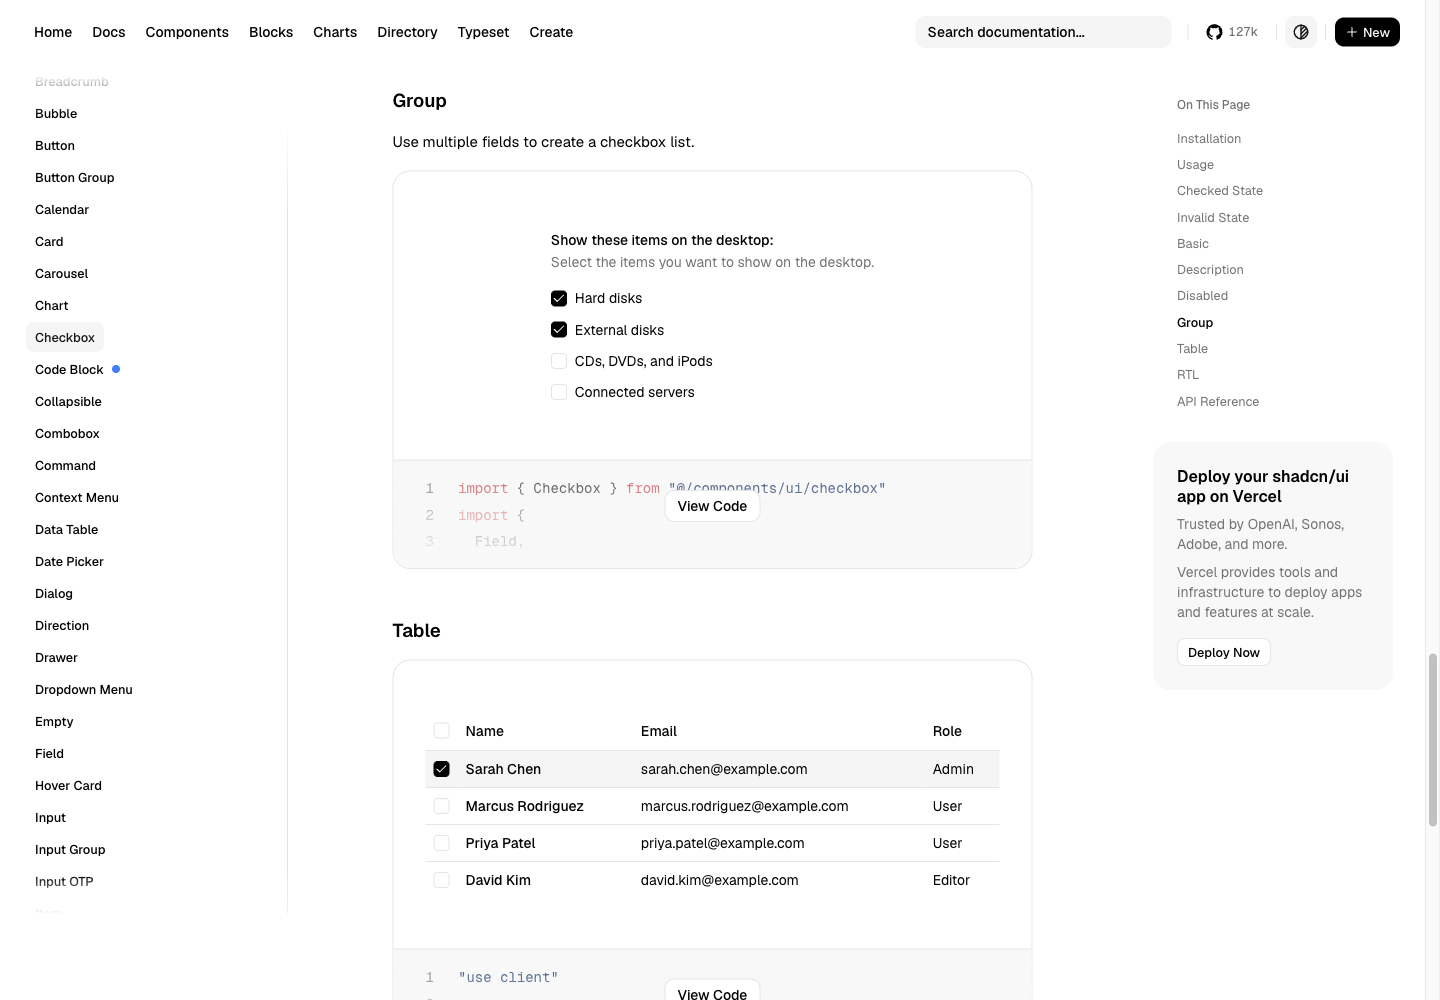 Home Docs Components Blocks Charts Directory Typeset Create
Search documentation...
127k
New
Breadcrumb
Bubble
Button
Button Group
Calendar
Card
Carousel
Chart
Checkbox
Code Block
Collapsible
Combobox
Command
Context Menu
Data Table
Date Picker
Dialog
Direction
Drawer
Dropdown Menu
Empty
Field
Hover Card
Input
Input Group
Input OTP
Group
Use multiple fields to create a checkbox list.
Show these items on the desktop:
Select the items you want to show on the desktop.
Hard disks
External disks
CDs, DVDs, and iPods
Connected servers
1 import { Checkbox } from "@/components/ui/checkbox"
2 import {
3 Field,
View Code
Table
Name Email Role
Sarah Chen sarah.chen@example.com Admin
Marcus Rodriguez marcus.rodriguez@example.com User
Priya Patel priya.patel@example.com User
David Kim david.kim@example.com Editor
1 "use client"
View Code
On This Page
Installation
Usage
Checked State
Invalid State
Basic
Description
Disabled
Group
Table
RTL
API Reference
Deploy your shadcn/ui
app on Vercel
Trusted by OpenAI, Sonos,
Adobe, and more.
Vercel provides tools and
infrastructure to deploy apps
and features at scale.
Deploy Now